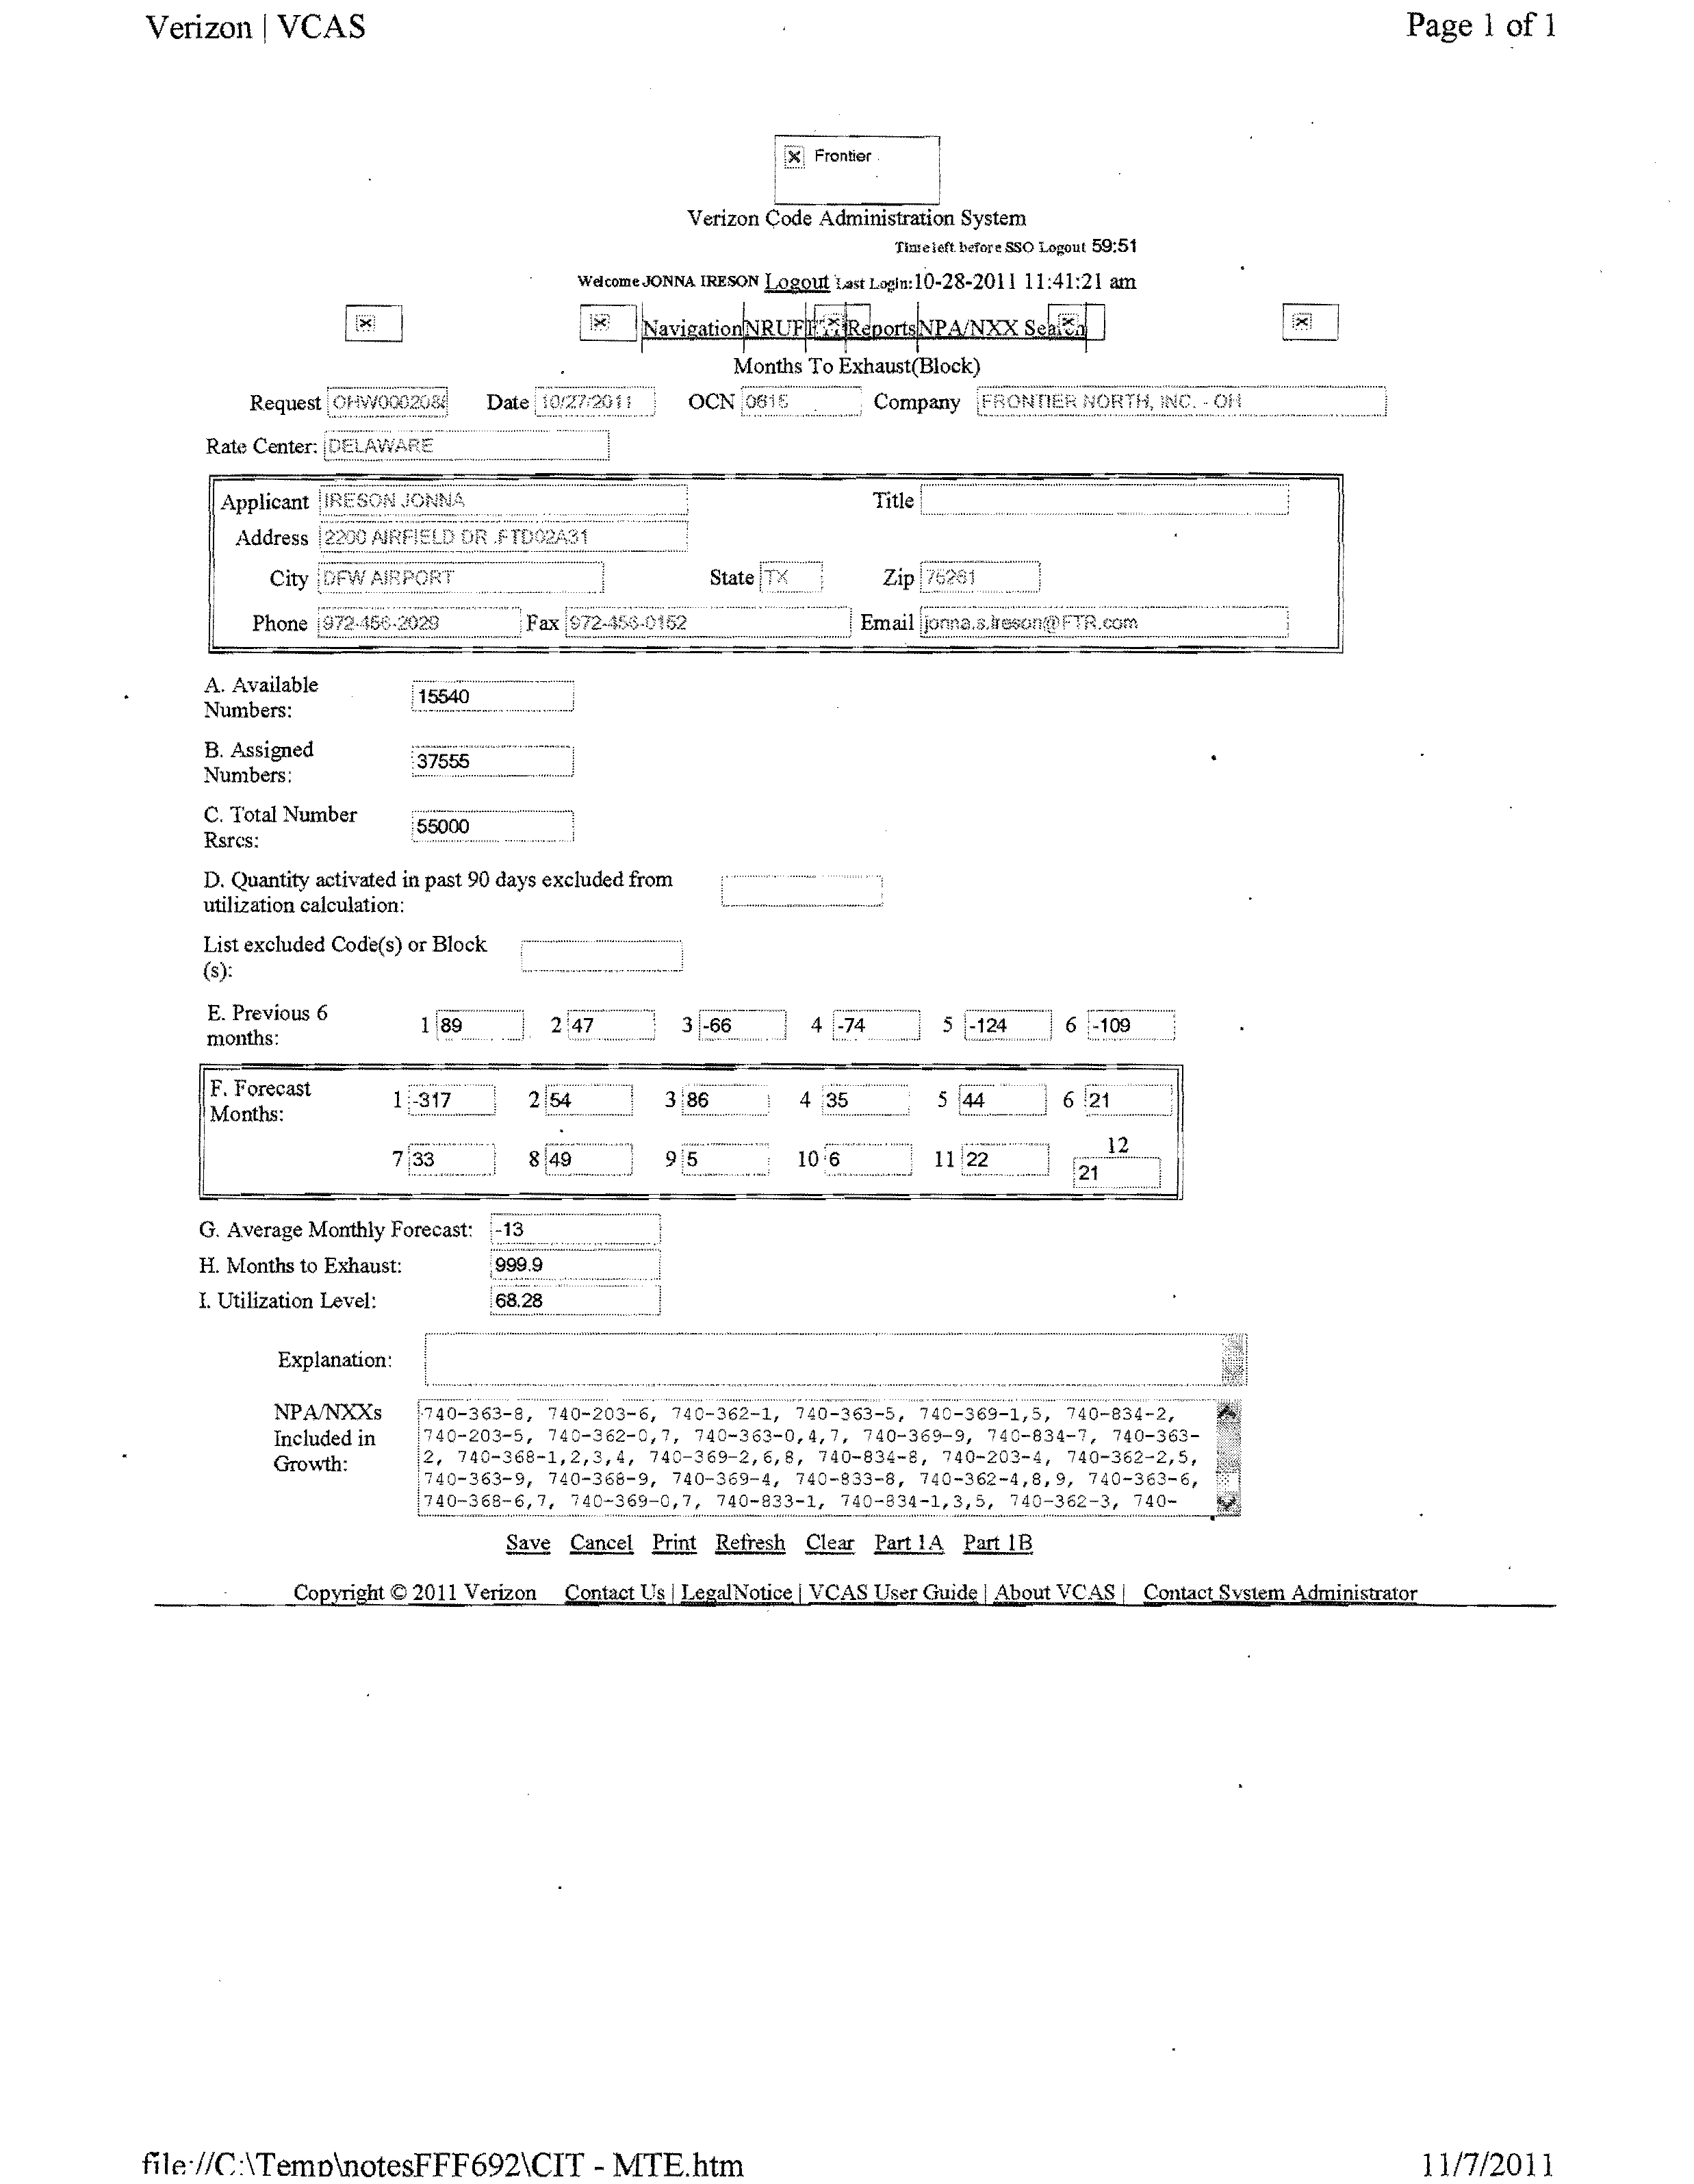 Verizon | VCAS Page 1 of 1
Frontier
Verizon Code Administration System
Time left before SSO Logout 59:51
Welcome JONNA IRESON Logout Last Login:10-28-2011 11:41:21 am
Navigation NRUF Reports NPA/NXX Search
Months To Exhaust(Block)
Request OHW0002088 Date 10/27/2011 OCN 0615 Company FRONTIER NORTH, INC. - OH
Rate Center: DELAWARE
Applicant IRESON JONNA Title
Address 2200 AIRFIELD DR .FTD02A31
City DFW AIRPORT State TX Zip 75261
Phone 972-456-2029 Fax 972-456-0152 Email jonna.s.ireson@FTR.com
A. Available
Numbers: 15540
B. Assigned
Numbers: 37555
C. Total Number
Rsrcs: 55000
D. Quantity activated in past 90 days excluded from
utilization calculation:
List excluded Code(s) or Block
(s):
E. Previous 6
months: 1 89 2 47 3 -66 4 -74 5 -124 6 -109
F. Forecast
Months: 1 -317 2 54 3 86 4 35 5 44 6 21
7 33 8 49 9 5 10 6 11 22 12 21
G. Average Monthly Forecast: -13
H. Months to Exhaust: 999.9
I. Utilization Level: 68.28
Explanation:
NPA/NXXs
Included in
Growth:
740-363-8, 740-203-6, 740-362-1, 740-363-5, 740-369-1,5, 740-834-2,
740-203-5, 740-362-0,7, 740-363-0,4,7, 740-369-9, 740-834-7, 740-363-
2, 740-368-1,2,3,4, 740-369-2,6,8, 740-834-8, 740-203-4, 740-362-2,5,
740-363-9, 740-368-9, 740-369-4, 740-833-8, 740-362-4,8,9, 740-363-6,
740-368-6,7, 740-369-0,7, 740-833-1, 740-834-1,3,5, 740-362-3, 740-
Save Cancel Print Refresh Clear Part 1A Part 1B
Copyright © 2011 Verizon Contact Us | LegalNotice | VCAS User Guide | About VCAS | Contact System Administrator
file://C:\Temp\notesFFF692\CIT - MTE.htm 11/7/2011